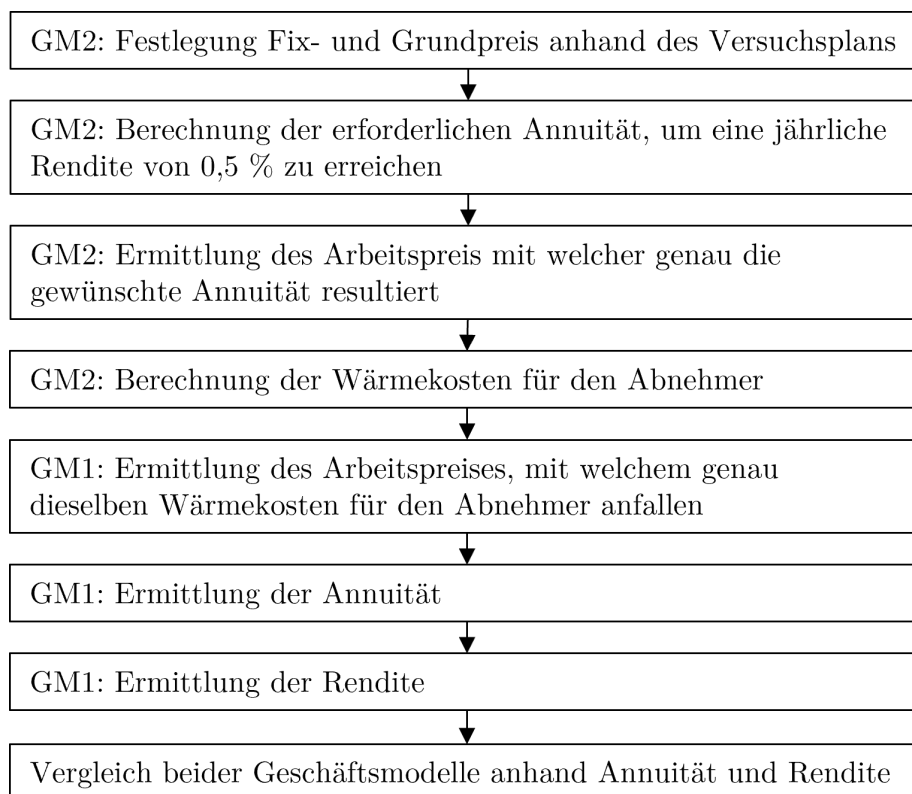 GM2: Festlegung Fix- und Grundpreis anhand des Versuchsplans
GM2: Berechnung der erforderlichen Annuität, um eine jährliche
Rendite von 0,5 % zu erreichen
GM2: Ermittlung des Arbeitspreis mit welcher genau die
gewünschte Annuität resultiert
GM2: Berechnung der Wärmekosten für den Abnehmer
GM1: Ermittlung des Arbeitspreises, mit welchem genau
dieselben Wärmekosten für den Abnehmer anfallen
GM1: Ermittlung der Annuität
GM1: Ermittlung der Rendite
Vergleich beider Geschäftsmodelle anhand Annuität und Rendite